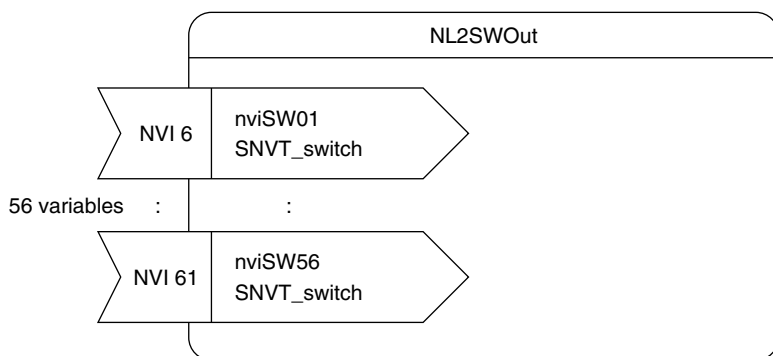 NL2SWOut
NVI 6
nviSW01
SNVT_switch
56 variables : :
NVI 61
nviSW56
SNVT_switch